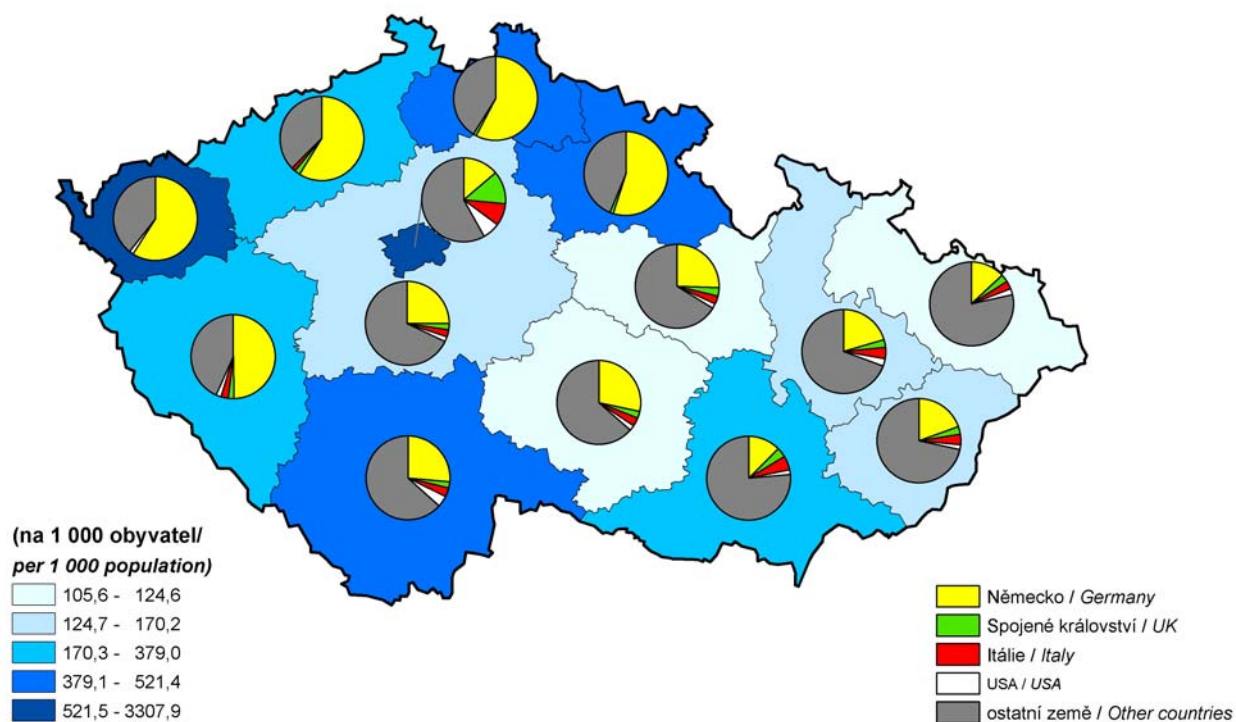 (na 1 000 obyvatel/
per 1 000 population)
105,6 - 124,6
124,7 - 170,2
170,3 - 379,0
379,1 - 521,4
521,5 - 3307,9
Německo / Germany
Spojené království / UK
Itálie / Italy
USA / USA
ostatní země / Other countries